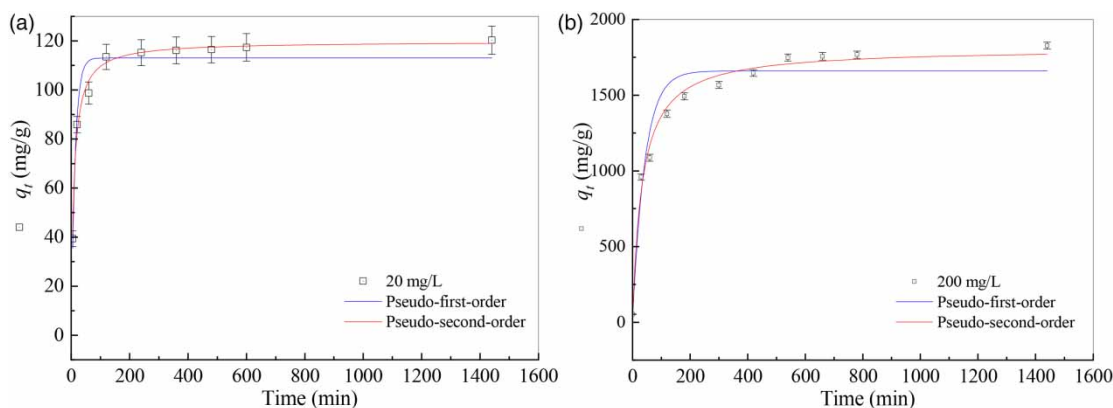 (a)
q_t (mg/g)
120
100
80
60
40
120
60
0
20 mg/L
Pseudo-first-order
Pseudo-second-order
0 200 400 600 800 1000 1200 1400 1600
Time (min)
(b)
q_t (mg/g)
2000
1500
1000
500
0
200 mg/L
Pseudo-first-order
Pseudo-second-order
0 200 400 600 800 1000 1200 1400 1600
Time (min)